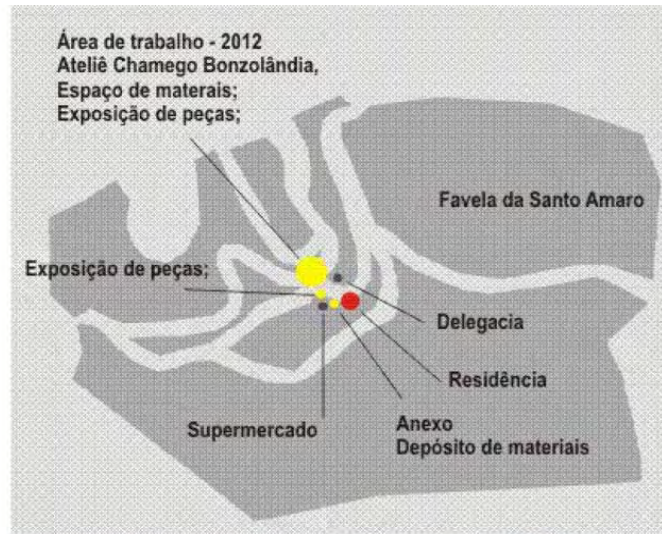 Área de trabalho - 2012
Ateliê Chamego Bonzolândia,
Espaço de materais;
Exposição de peças;
Favela da Santo Amaro
Exposição de peças;
Delegacia
Residência
Supermercado
Anexo
Depósito de materiais